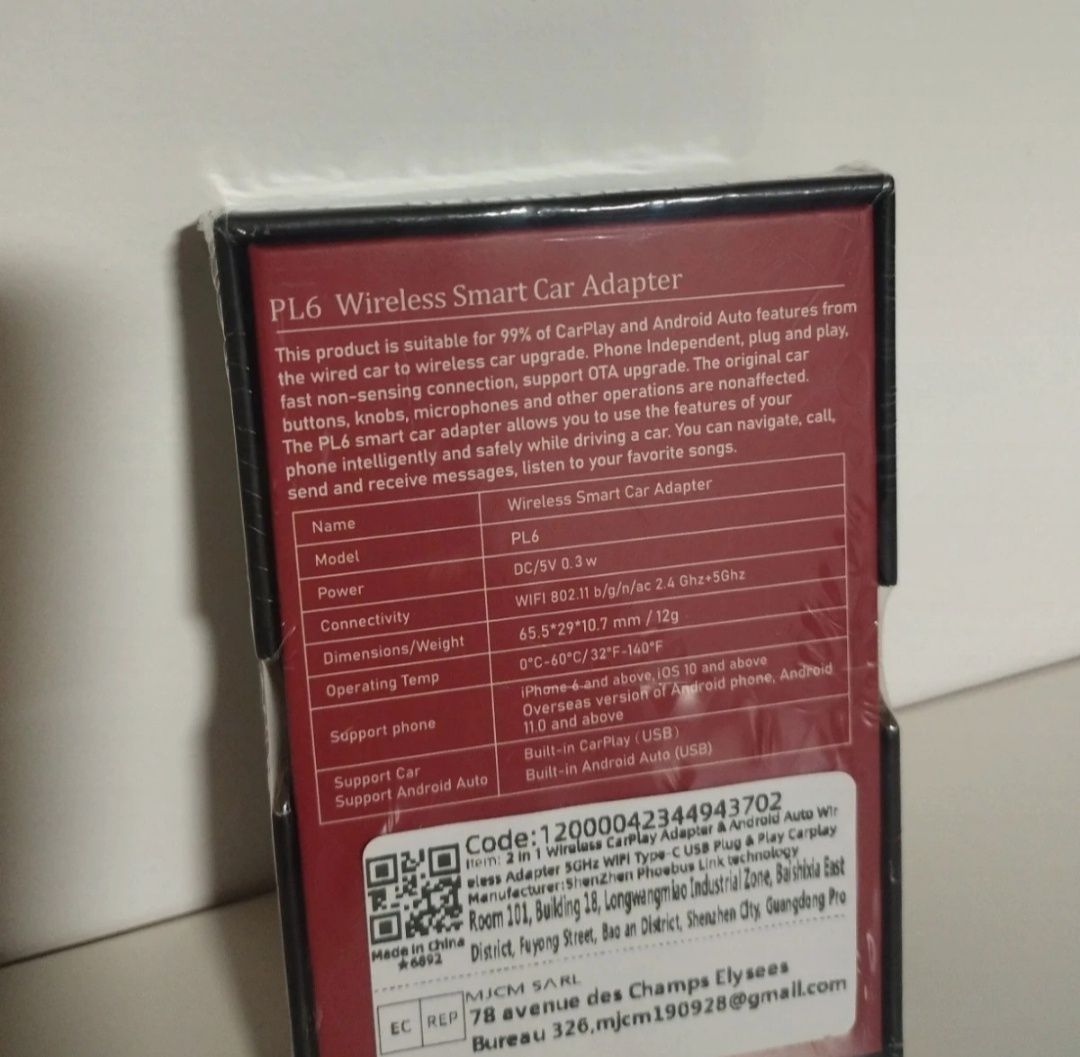 PL6 Wireless Smart Car Adapter
This product is suitable for 99% of CarPlay and Android Auto features from
the wired car to wireless car upgrade. Phone Independent, plug and play,
fast non-sensing connection, support OTA upgrade. The original car
buttons, knobs, microphones and other operations are nonaffected.
The PL6 smart car adapter allows you to use the features of your
phone intelligently and safely while driving a car. You can navigate, call,
send and receive messages, listen to your favorite songs.
Name Wireless Smart Car Adapter
Model PL6
Power DC/5V 0.3w
Connectivity WIFI 802.11 b/g/n/ac 2.4 Ghz+5Ghz
Dimensions/Weight 65.5*29*10.7 mm / 12g
Operating Temp 0°C-60°C/32°F-140°F
Support phone iPhone 6 and above, iOS 10 and above
Overseas version of Android phone, Android
11.0 and above
Support Car Built-in CarPlay (USB)
Support Android Auto Built-in Android Auto (USB)
Code:12000042344943702
Item: 2 in 1 Wireless CarPlay Adapter & Android Auto Wir
eless Adapter 5GHz WiFi Type-C USB Plug & Play Carplay
Manufacturer:ShenZhen Phoebus Link technology
Room 101, Building 18, Longwangmiao Industrial Zone, Baishixia East
District, Fuyong Street, Bao an District, Shenzhen City, Guangdong Pro
Made in China
★6892
EC REP
MJCM SARL
78 avenue des Champs Elysees
Bureau 326,mjcm190928@gmail.com